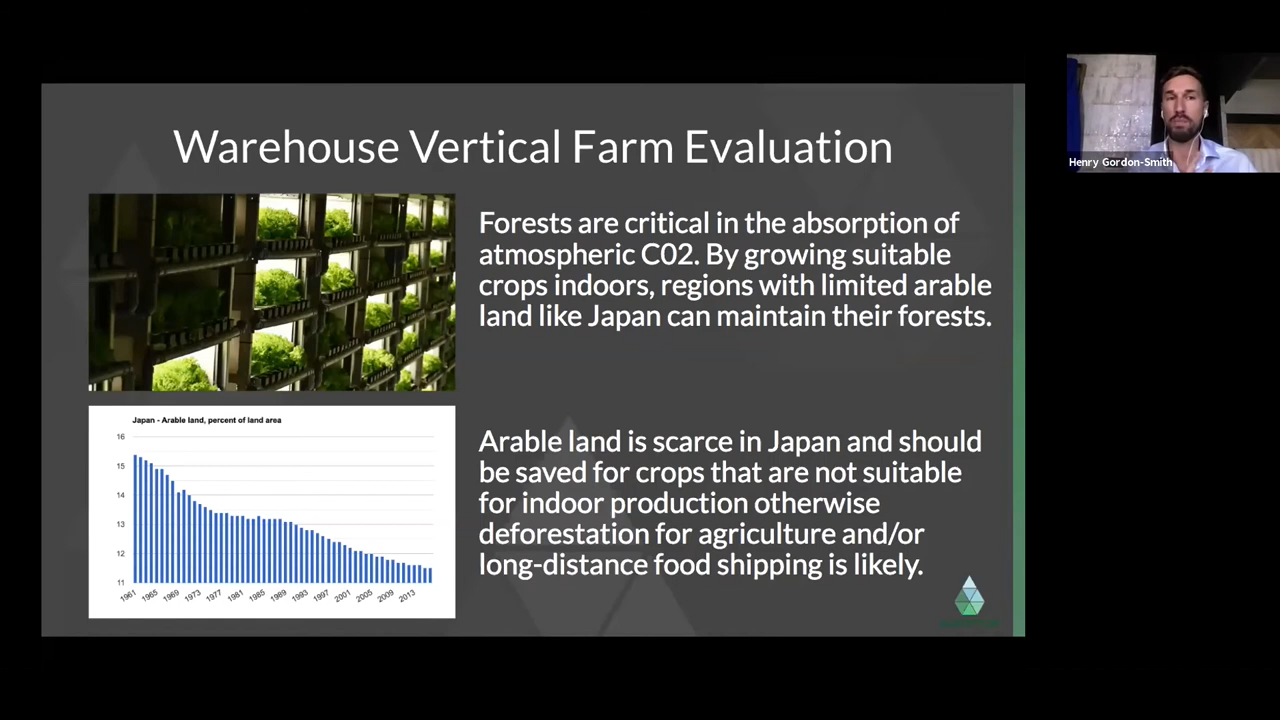 Warehouse Vertical Farm Evaluation
Forests are critical in the absorption of
atmospheric C02. By growing suitable
crops indoors, regions with limited arable
land like Japan can maintain their forests.
Japan - Arable land, percent of land area
16
15
14
13
12
11
1961 1965 1969 1973 1977 1981 1985 1989 1993 1997 2001 2005 2009 2013
Arable land is scarce in Japan and should
be saved for crops that are not suitable
for indoor production otherwise
deforestation for agriculture and/or
long-distance food shipping is likely.
Henry Gordon-Smith